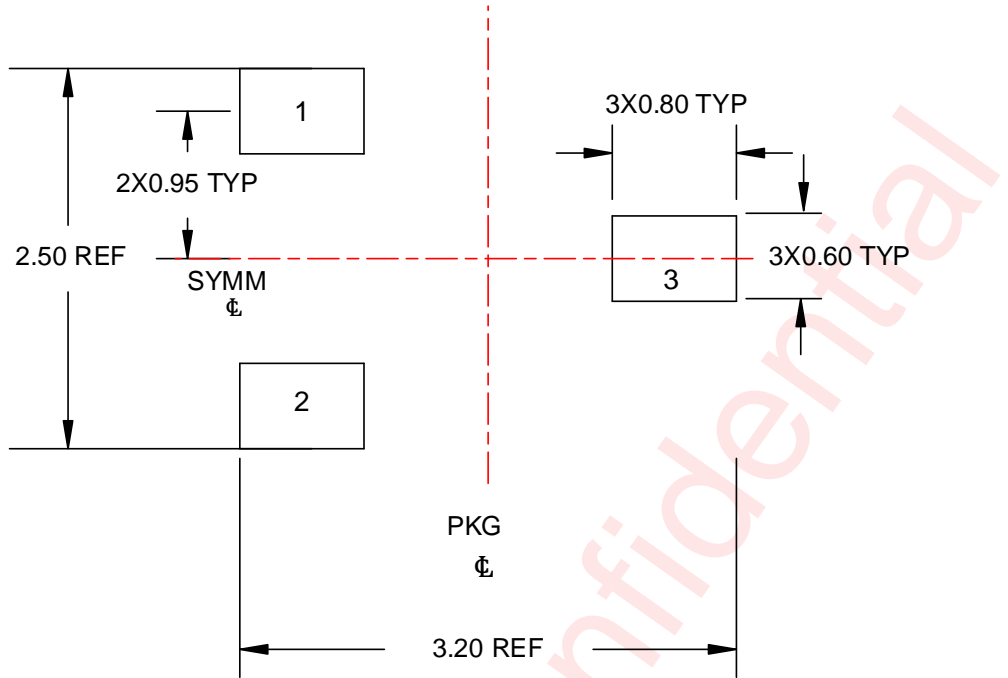 1
3X0.80 TYP
2X0.95 TYP
2.50 REF
3X0.60 TYP
SYMM
℄
3
2
PKG
℄
3.20 REF
nfidential